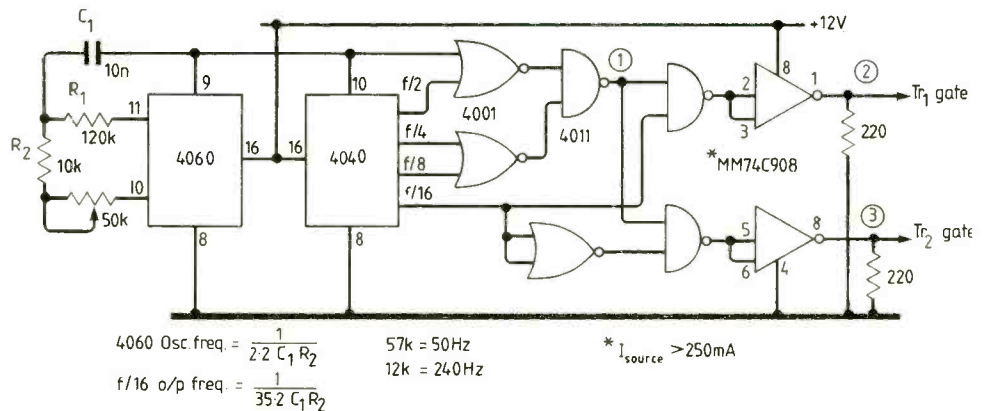 C₁
+12V
10n
9
10
8
R₁
11
120k
R₂
10k
10
50k
4060
16
16
4040
8
8
f/2
f/4
f/8
f/16
4001
4011
①
2
3
1
②
Tr₁ gate
220
*MM74C908
5
6
4
8
③
Tr₂ gate
220
4060 Osc.freq. = 1 / 2·2 C₁ R₂
57k = 50Hz
* Isource >250mA
12k = 240Hz
f/16 o/p freq. = 1 / 35·2 C₁R₂